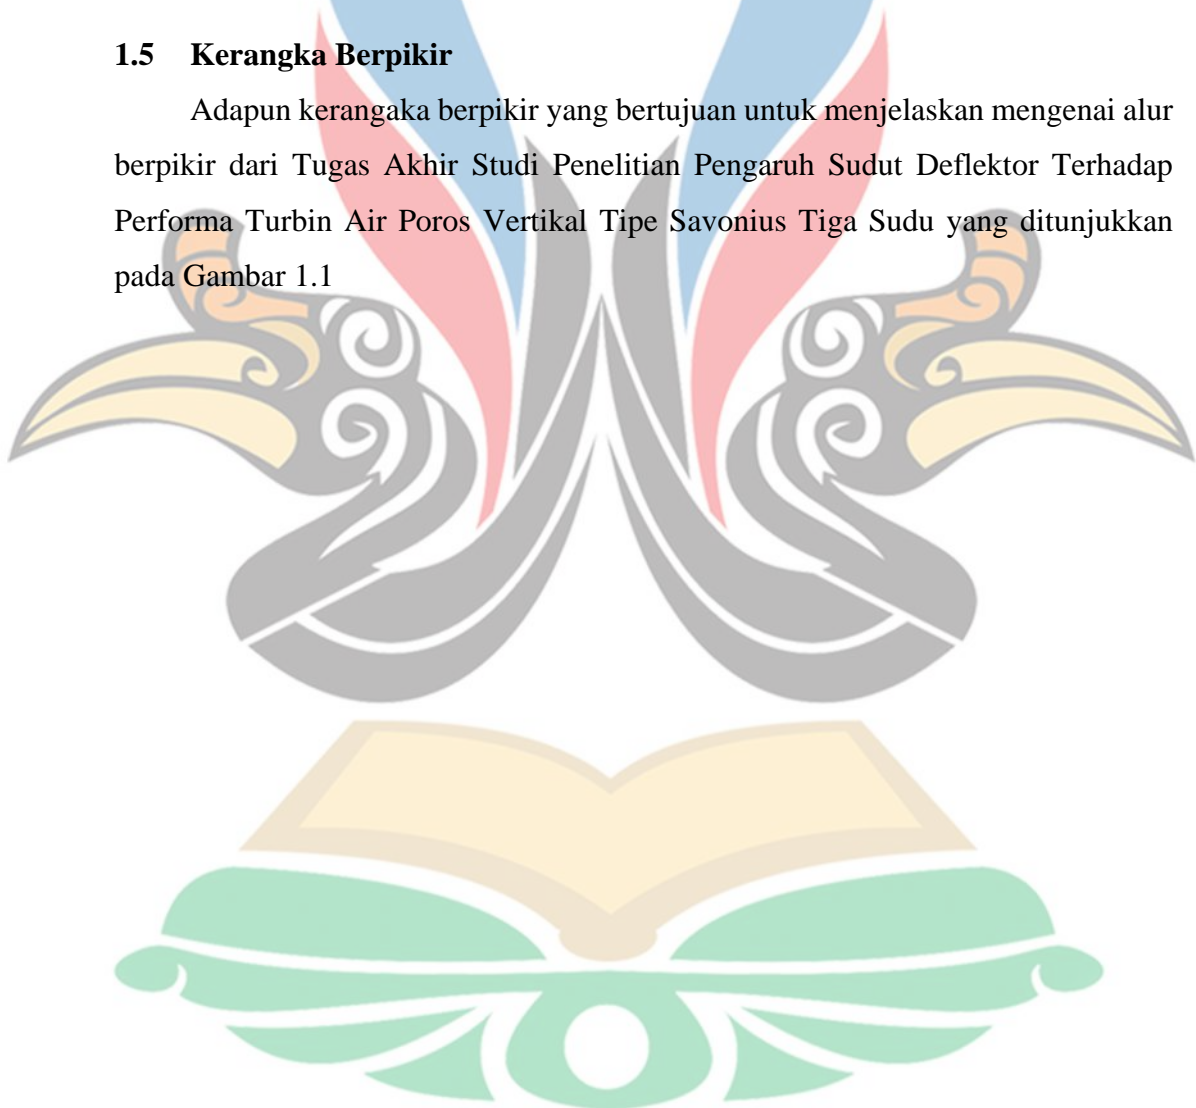 1.5 Kerangka Berpikir
Adapun kerangaka berpikir yang bertujuan untuk menjelaskan mengenai alur
berpikir dari Tugas Akhir Studi Penelitian Pengaruh Sudut Deflektor Terhadap
Performa Turbin Air Poros Vertikal Tipe Savonius Tiga Sudu yang ditunjukkan
pada Gambar 1.1